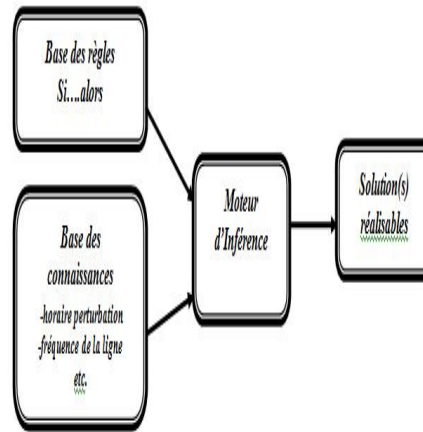 Base des règles
Si....alors
Base des
connaissances
-horaire perturbation
-fréquence de la ligne
etc.
Moteur
d'Inférence
Solution(s)
réalisables